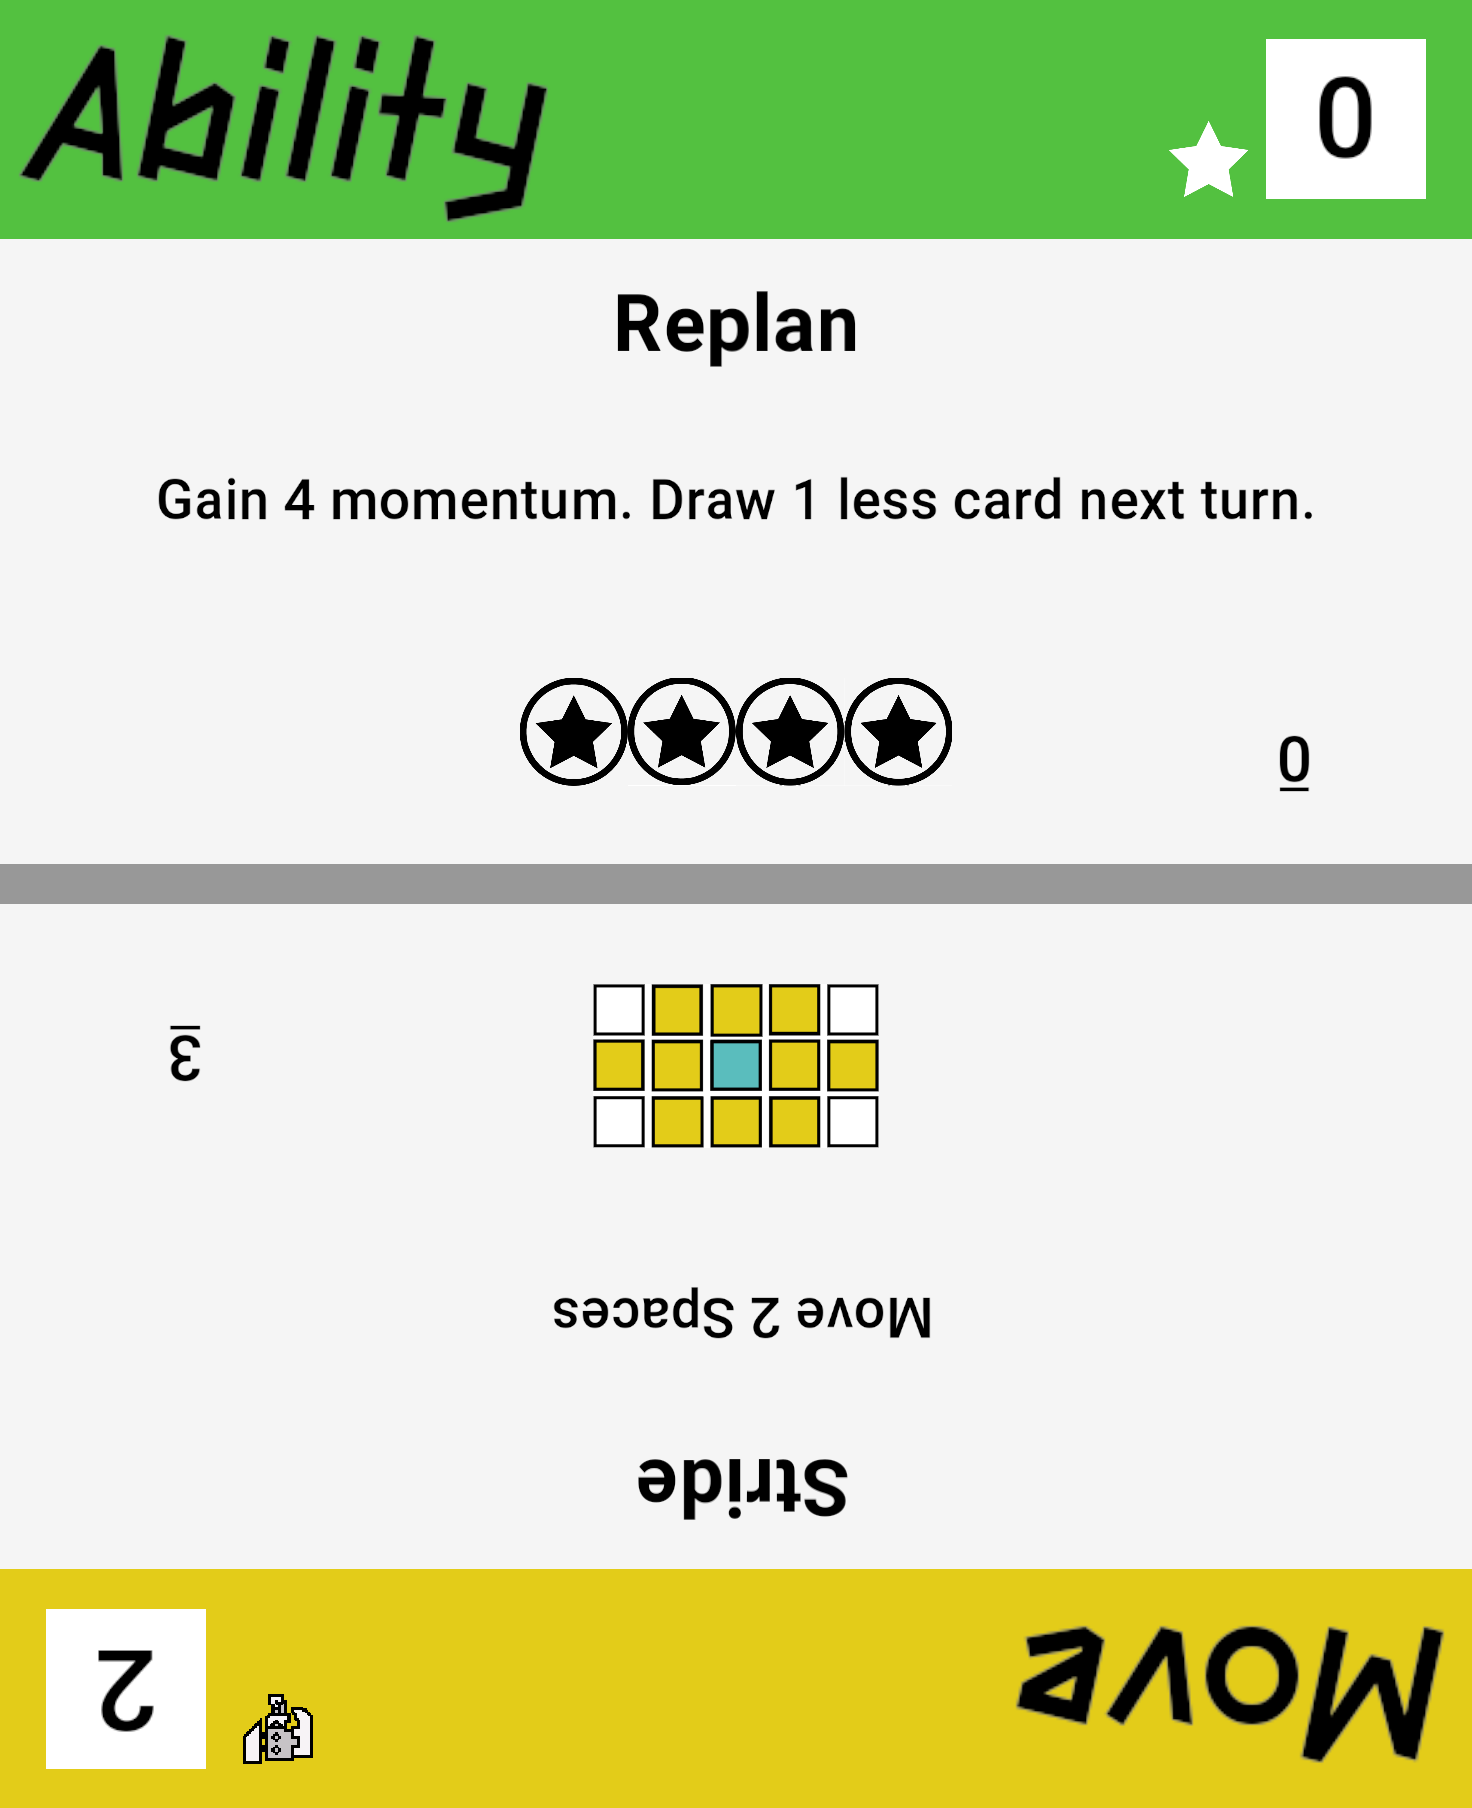 Ability
0
Replan
Gain 4 momentum. Draw 1 less card next turn.
0
Move
2
Stride
Move 2 Spaces
3